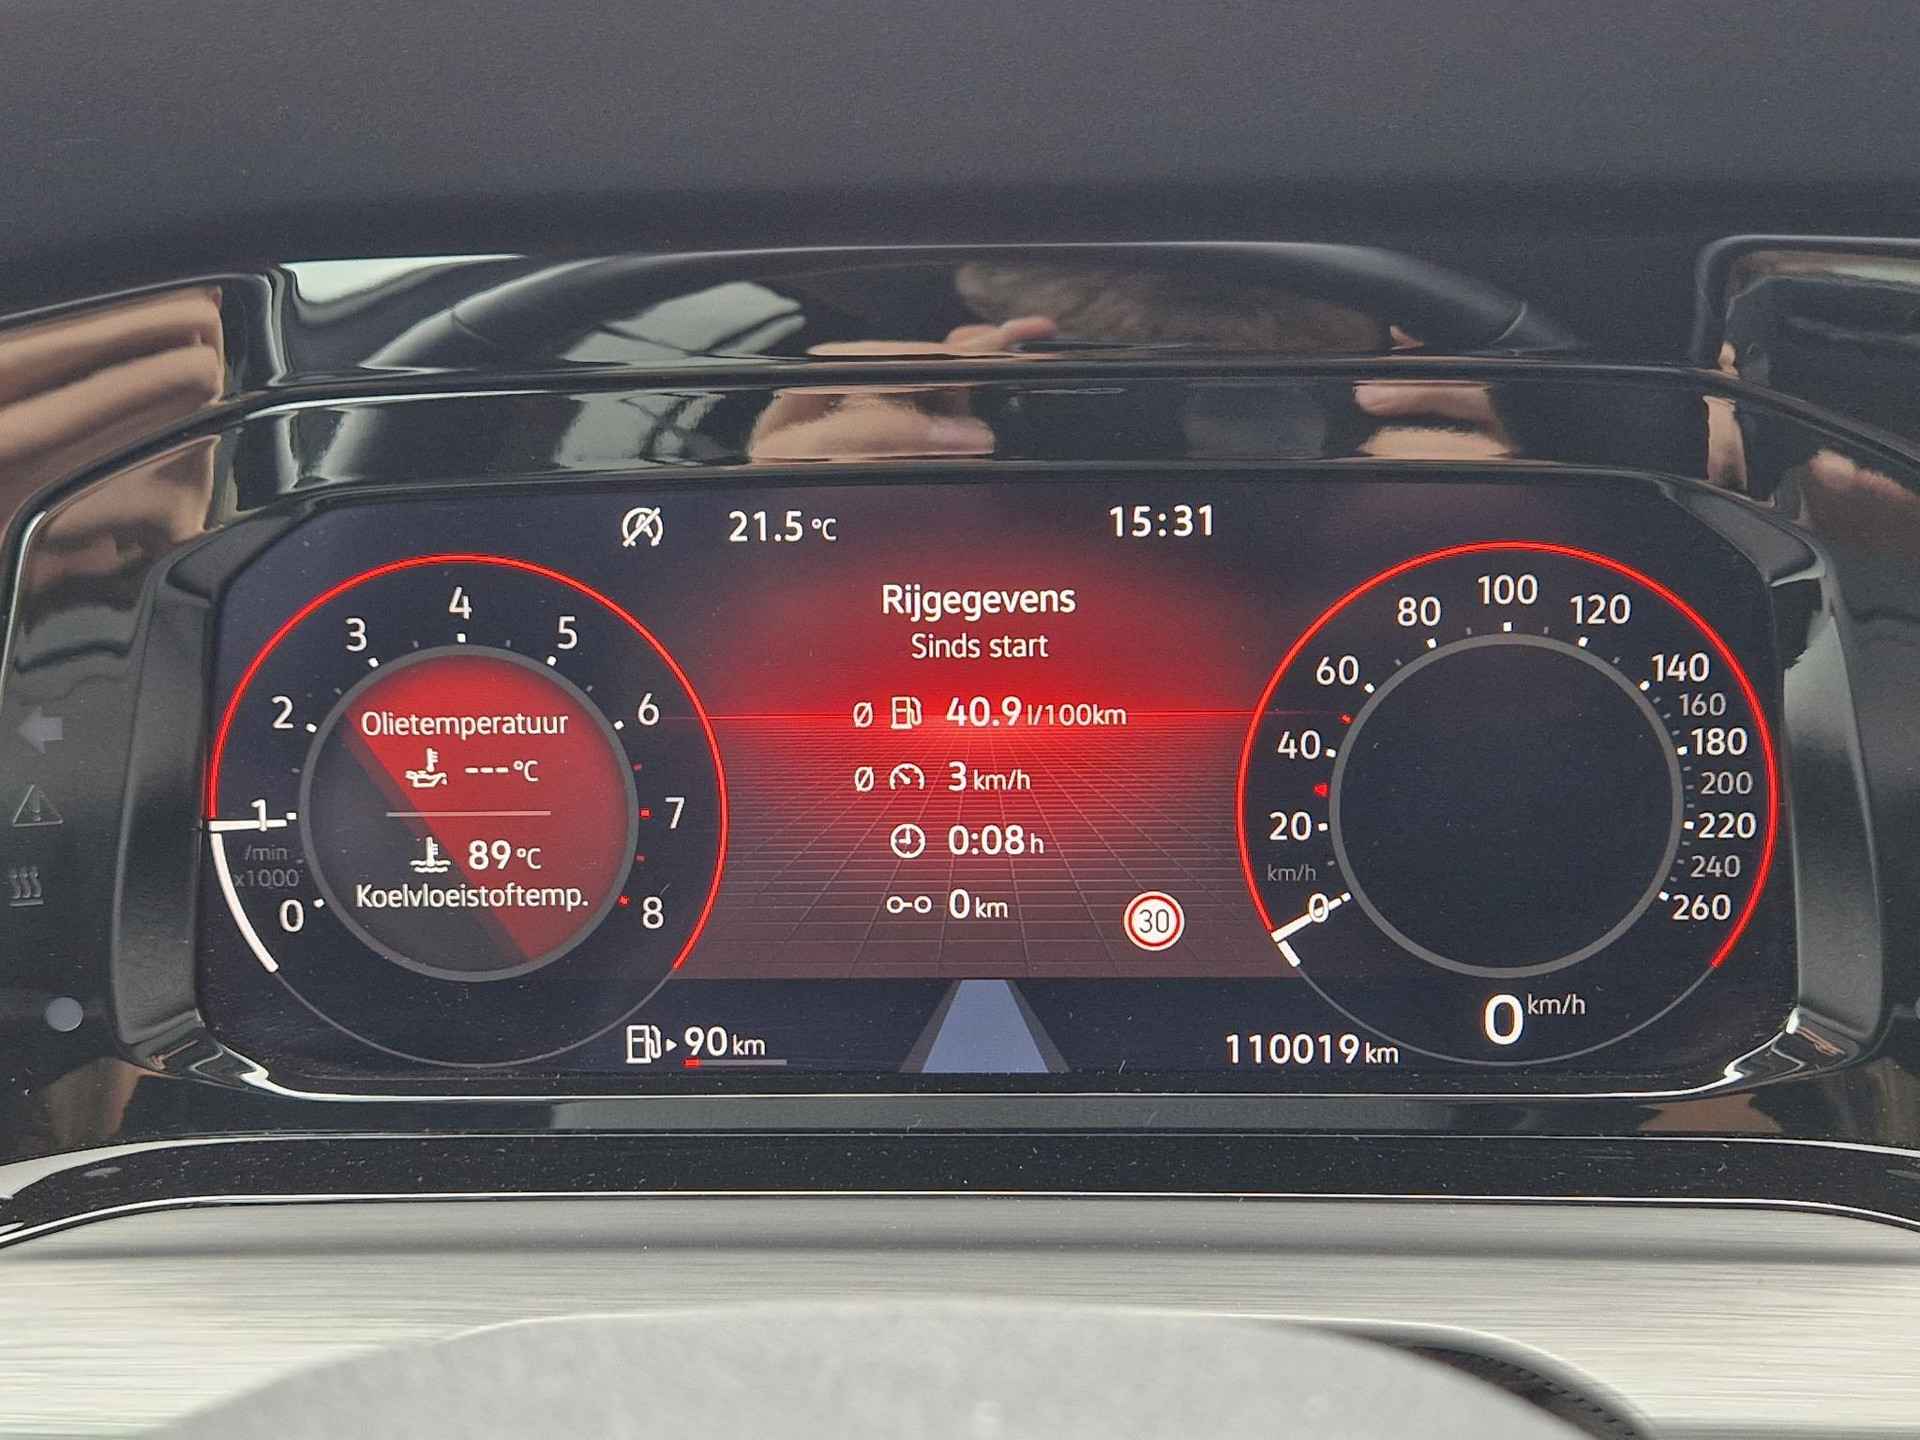 21.5 °C
15:31
Rijgegevens
Sinds start
Ø 40.9 l/100km
Ø 3 km/h
0:08 h
0 km
30
0
1
2
3
4
5
6
7
8
/min
x1000
Olietemperatuur
--- °C
89 °C
Koelvloeistoftemp.
0
20
40
60
80
100
120
140
160
180
200
220
240
260
km/h
0 km/h
90 km
110019 km